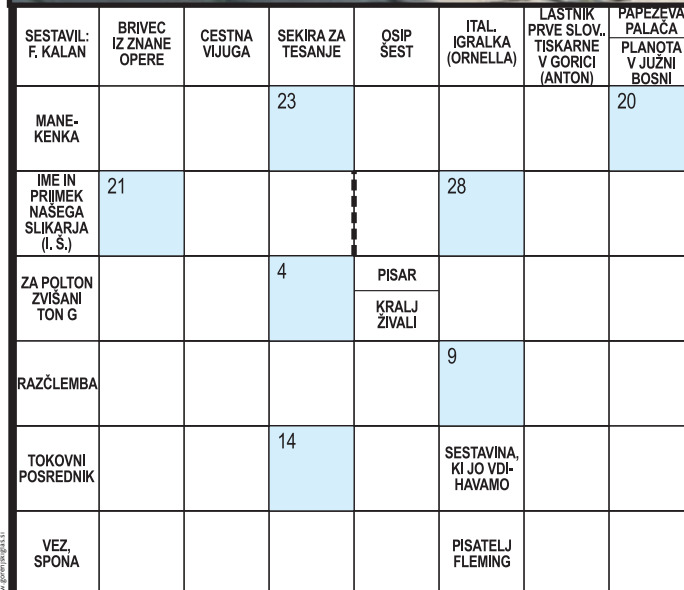 SESTAVIL:
F. KALAN
BRIVEC
IZ ZNANE
OPERE
CESTNA
VIJUGA
SEKIRA ZA
TESANJE
OSIP
ŠEST
ITAL.
IGRALKA
(ORNELLA)
LASTNIK
PRVE SLOV..
TISKARNE
V GORICI
(ANTON)
PAPEŽEVA
PALAČA
PLANOTA
V JUŽNI
BOSNI
MANE-
KENKA
23
20
IME IN
PRIIMEK
NAŠEGA
SLIKARJA
(I. Š.)
21
28
ZA POLTON
ZVIŠANI
TON G
4
PISAR
KRALJ
ŽIVALI
RAZČLEMBA
9
TOKOVNI
POSREDNIK
14
SESTAVINA,
KI JO VDI-
HAVAMO
VEZ,
SPONA
PISATELJ
FLEMING
w.gorenjskiglas.si